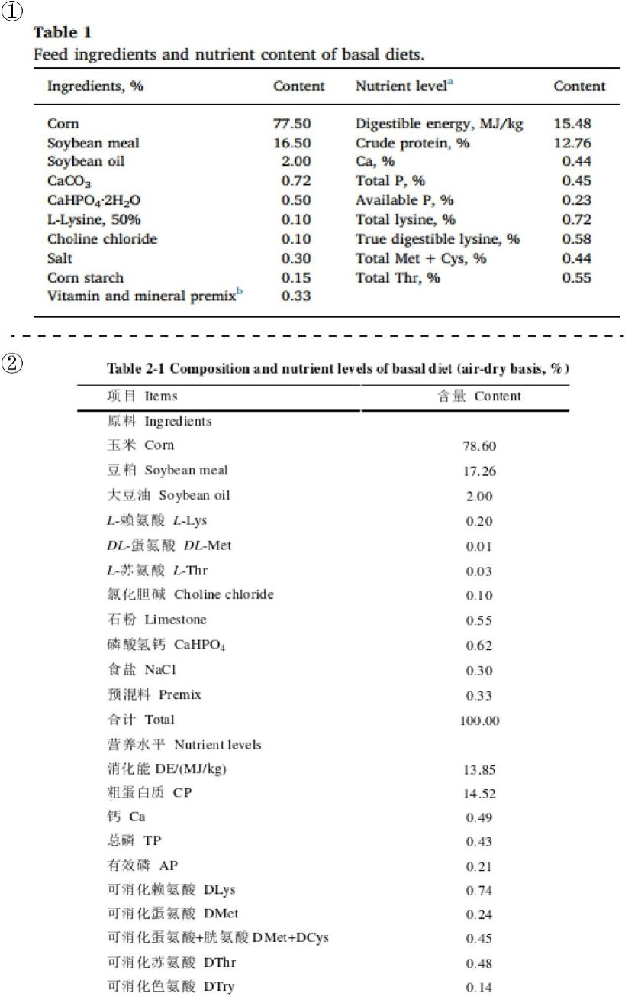 ①
Table 1
Feed ingredients and nutrient content of basal diets.
Ingredients, % Content Nutrient levelᵃ Content
Corn 77.50 Digestible energy, MJ/kg 15.48
Soybean meal 16.50 Crude protein, % 12.76
Soybean oil 2.00 Ca, % 0.44
CaCO₃ 0.72 Total P, % 0.45
CaHPO₄·2H₂O 0.50 Available P, % 0.23
L-Lysine, 50% 0.10 Total lysine, % 0.72
Choline chloride 0.10 True digestible lysine, % 0.58
Salt 0.30 Total Met + Cys, % 0.44
Corn starch 0.15 Total Thr, % 0.55
Vitamin and mineral premixᵇ 0.33
②
Table 2-1 Composition and nutrient levels of basal diet (air-dry basis, %)
项目 Items 含量 Content
原料 Ingredients
玉米 Corn 78.60
豆粕 Soybean meal 17.26
大豆油 Soybean oil 2.00
L-赖氨酸 L-Lys 0.20
DL-蛋氨酸 DL-Met 0.01
L-苏氨酸 L-Thr 0.03
氯化胆碱 Choline chloride 0.10
石粉 Limestone 0.55
磷酸氢钙 CaHPO₄ 0.62
食盐 NaCl 0.30
预混料 Premix 0.33
合计 Total 100.00
营养水平 Nutrient levels
消化能 DE/(MJ/kg) 13.85
粗蛋白质 CP 14.52
钙 Ca 0.49
总磷 TP 0.43
有效磷 AP 0.21
可消化赖氨酸 DLys 0.74
可消化蛋氨酸 DMet 0.24
可消化蛋氨酸+胱氨酸 DMet+DCys 0.45
可消化苏氨酸 DThr 0.48
可消化色氨酸 DTry 0.14